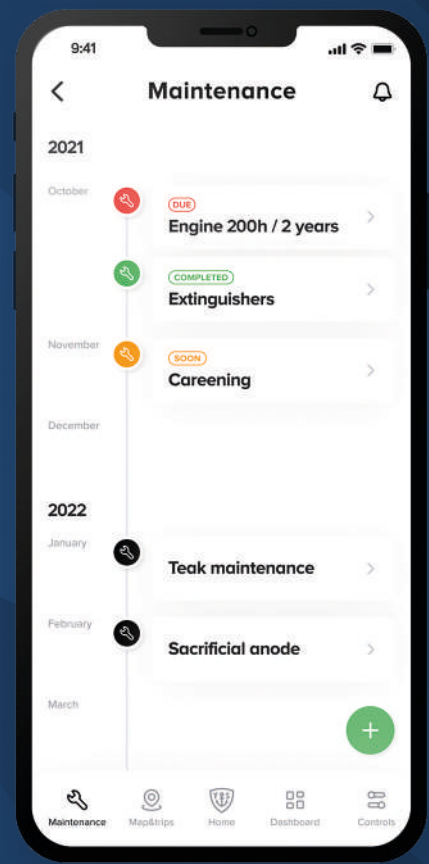 9:41
Maintenance
2021
October
DUE
Engine 200h / 2 years
COMPLETED
Extinguishers
November
SOON
Careening
December
2022
January
Teak maintenance
February
Sacrificial anode
March
+
Maintenance Map&trips Home Dashboard Controls